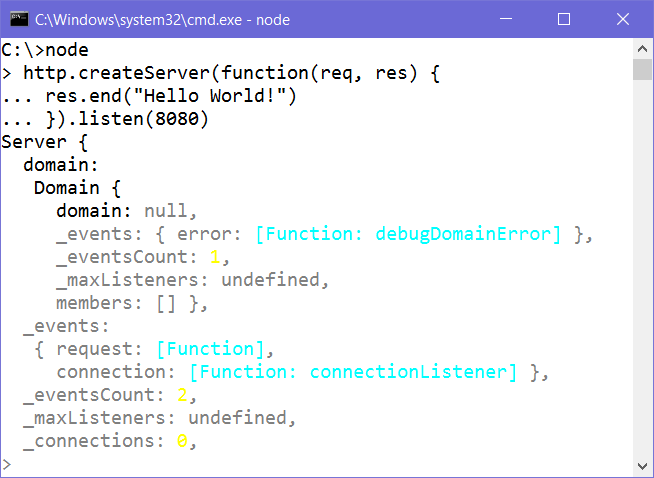 C:\Windows\system32\cmd.exe - node
C:\>node
> http.createServer(function(req, res) {
... res.end("Hello World!")
... }).listen(8080)
Server {
  domain:
   Domain {
     domain: null,
     _events: { error: [Function: debugDomainError] },
     _eventsCount: 1,
     _maxListeners: undefined,
     members: [] },
  _events:
   { request: [Function],
     connection: [Function: connectionListener] },
  _eventsCount: 2,
  _maxListeners: undefined,
  _connections: 0,
>